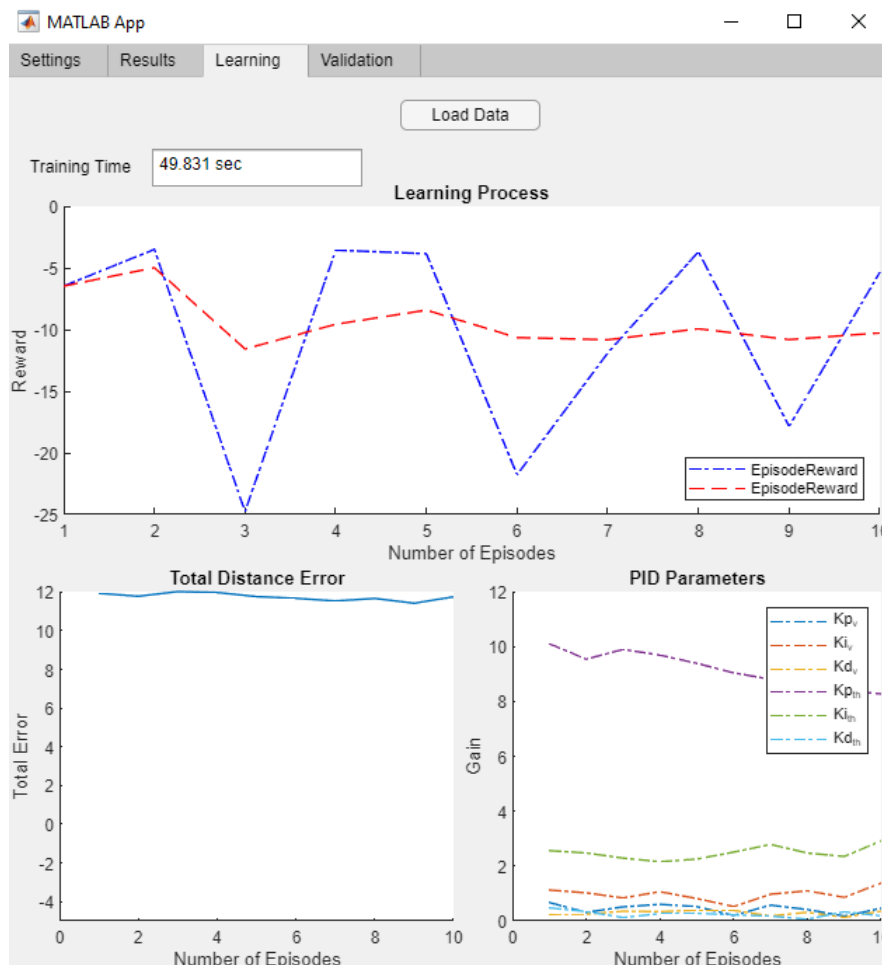 MATLAB App
Settings
Results
Learning
Validation
Load Data
Training Time
49.831 sec
Learning Process
0
-5
-10
-15
-20
-25
Reward
1
2
3
4
5
6
7
8
9
10
Number of Episodes
EpisodeReward
EpisodeReward
Total Distance Error
12
10
8
6
4
2
0
-2
-4
Total Error
0
2
4
6
8
10
Number of Episodes
PID Parameters
12
10
8
6
4
2
0
Gain
0
2
4
6
8
10
Number of Episodes
Kpv
Kiv
Kdv
Kpth
Kith
Kdth